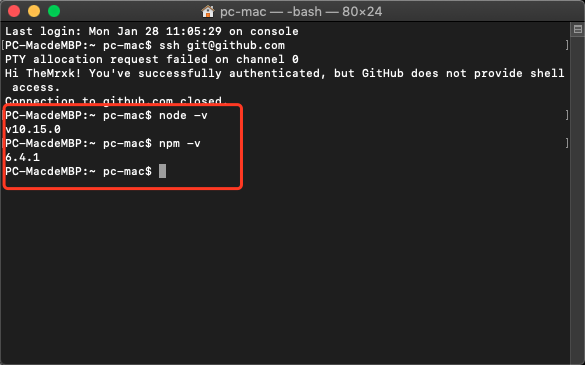 pc-mac — -bash — 80×24
Last login: Mon Jan 28 11:05:29 on console
[PC-MacdeMBP:~ pc-mac$ ssh git@github.com ]
PTY allocation request failed on channel 0
Hi TheMrxk! You've successfully authenticated, but GitHub does not provide shell
 access.
Connection to github.com closed.
[PC-MacdeMBP:~ pc-mac$ node -v ]
v10.15.0
[PC-MacdeMBP:~ pc-mac$ npm -v ]
6.4.1
PC-MacdeMBP:~ pc-mac$